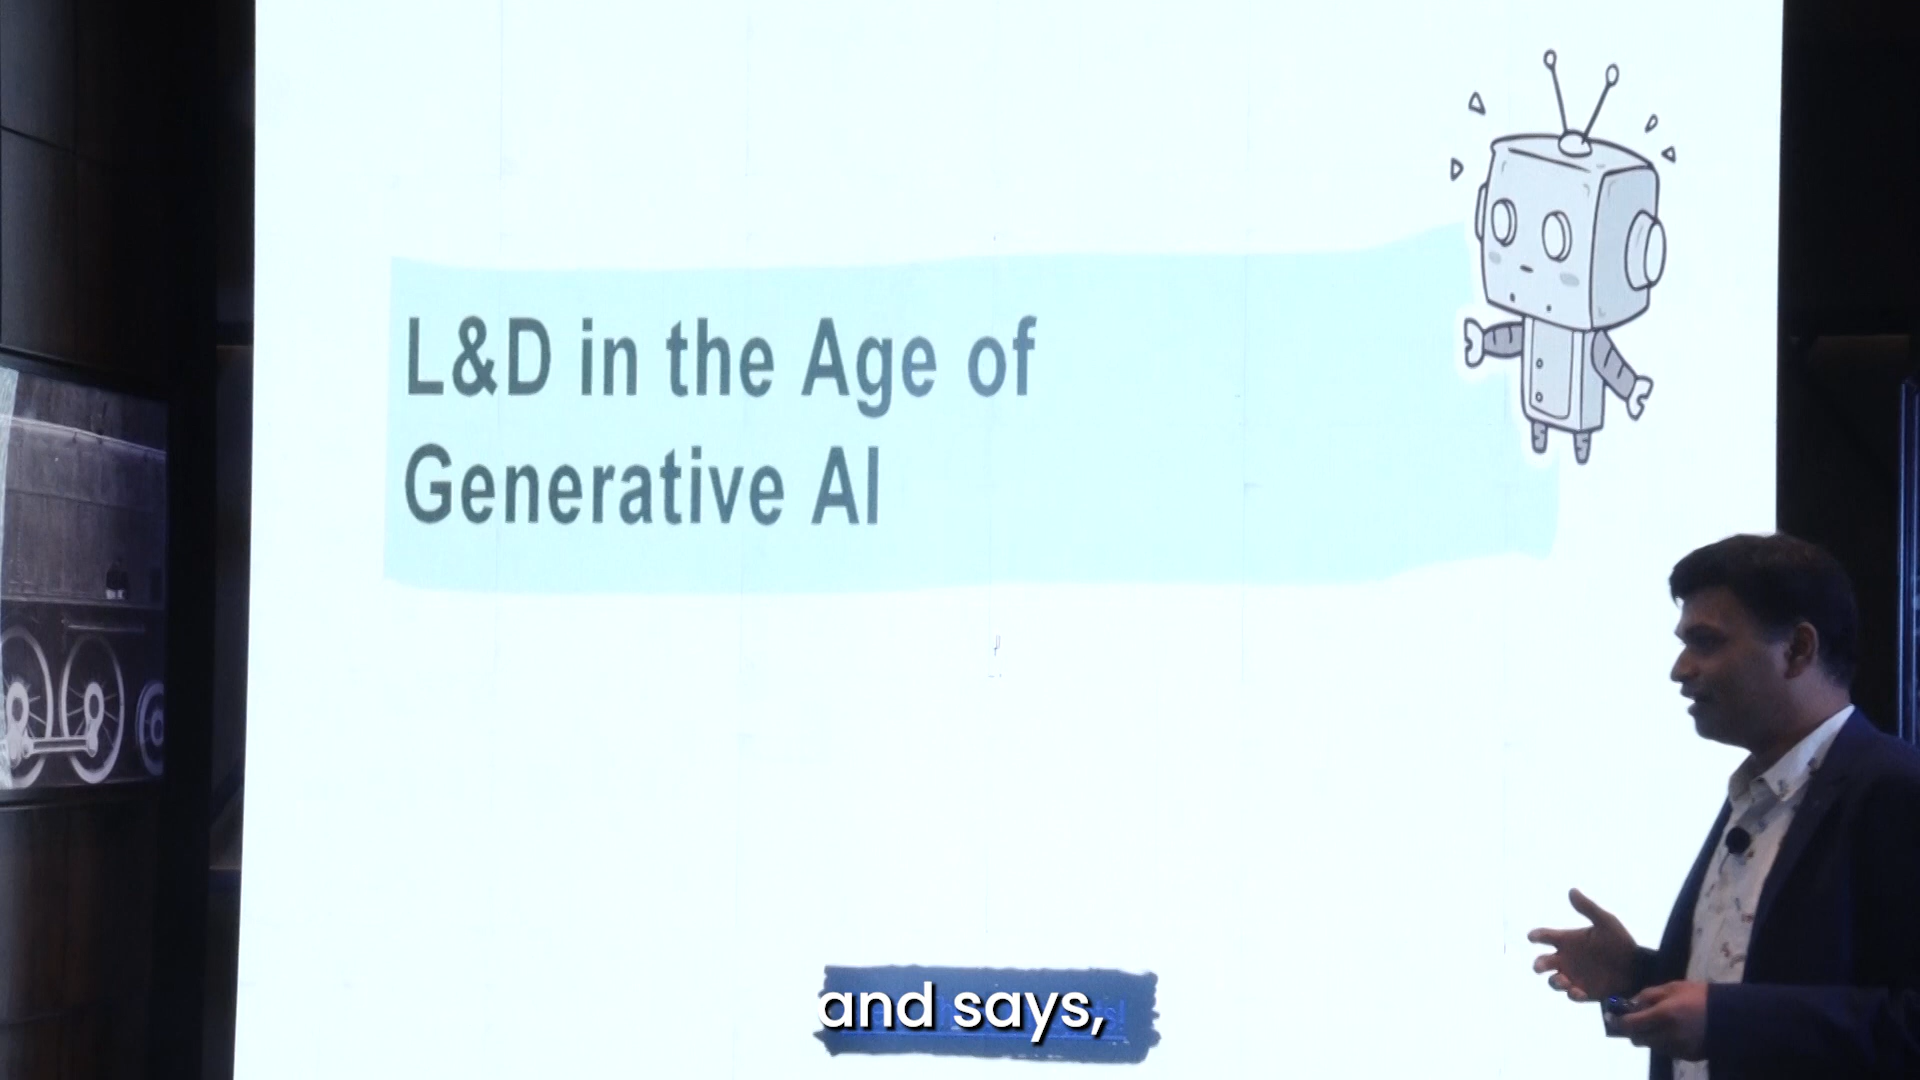 L&D in the Age of
Generative AI
and says,